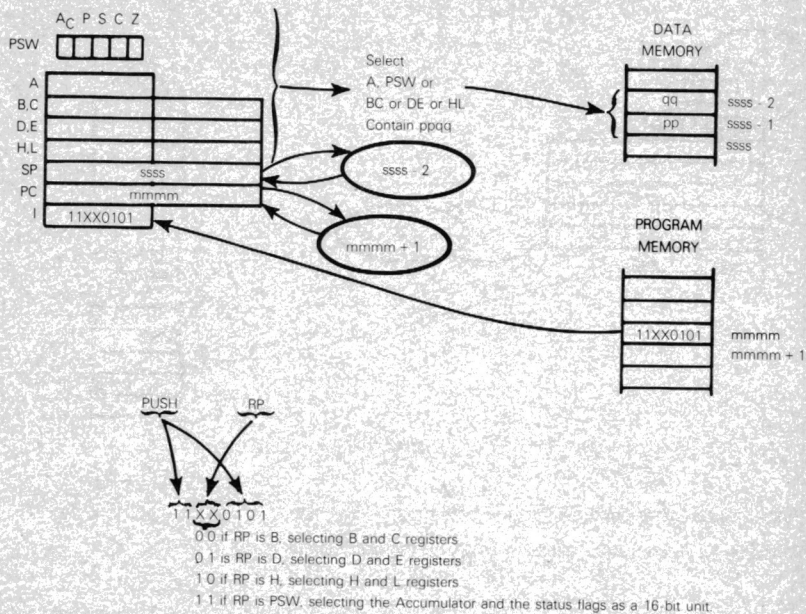 A_C P S C Z
PSW
A
B,C
D,E
H,L
SP
PC
I
ssss
mmmm
11XX0101
Select
A, PSW or
BC or DE or HL
Contain ppqq
ssss - 2
mmmm + 1
DATA
MEMORY
qq ssss - 2
pp ssss - 1
ssss
PROGRAM
MEMORY
11XX0101 mmmm
mmmm + 1
PUSH RP
1 1 X X 0 1 0 1
0 0 if RP is B, selecting B and C registers
0 1 is RP is D, selecting D and E registers
1 0 if RP is H, selecting H and L registers
1 1 if RP is PSW, selecting the Accumulator and the status flags as a 16-bit unit.